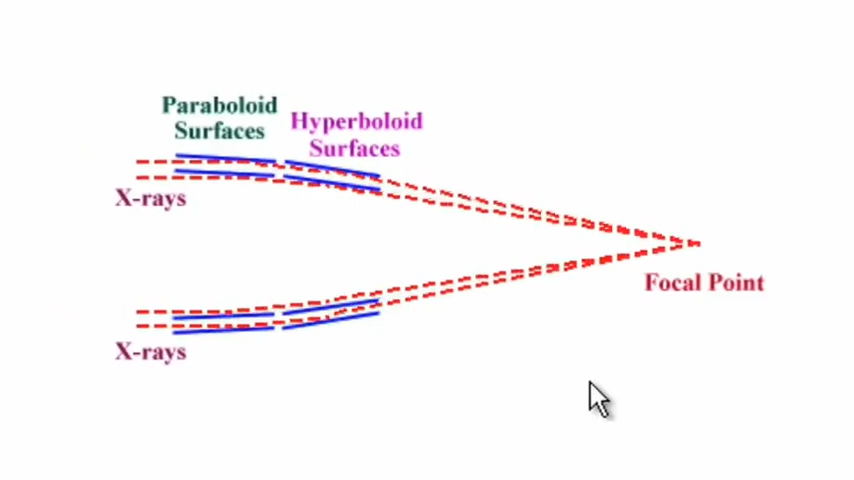 Paraboloid
Surfaces
Hyperboloid
Surfaces
X-rays
Focal Point
X-rays